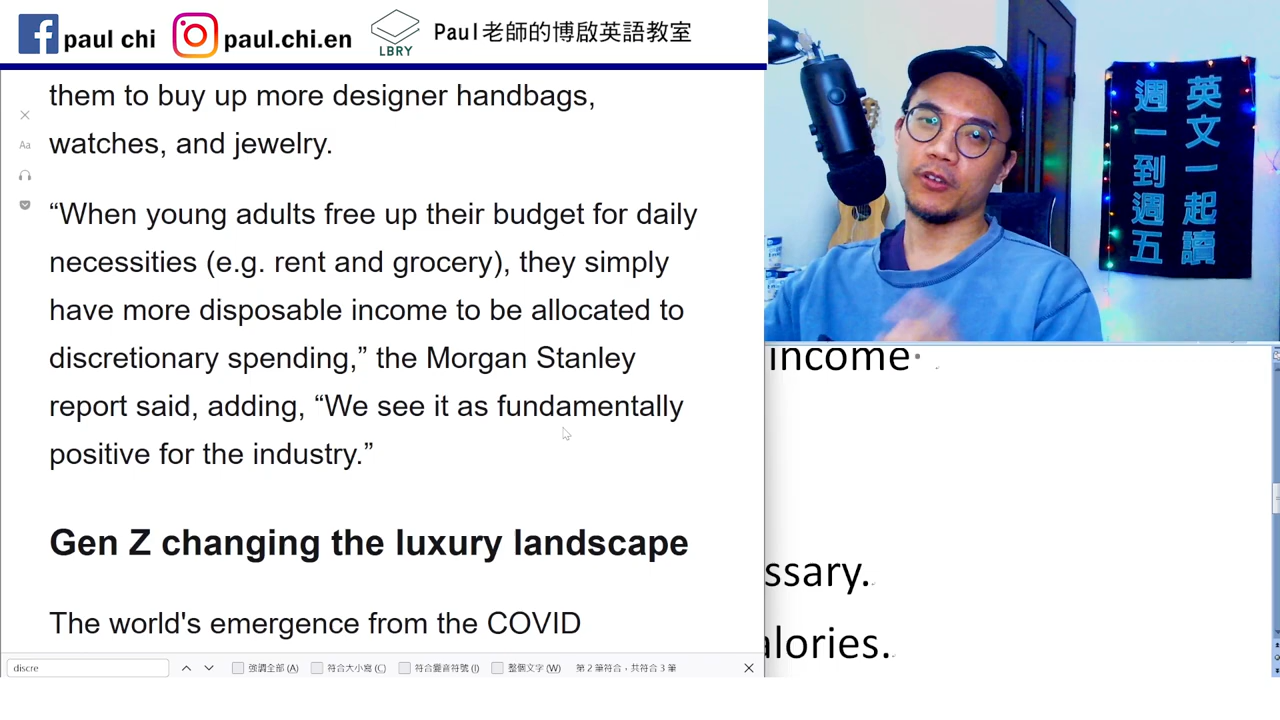 paul chi
paul.chi.en
LBRY
Paul老師的博啟英語教室
them to buy up more designer handbags,
watches, and jewelry.
“When young adults free up their budget for daily
necessities (e.g. rent and grocery), they simply
have more disposable income to be allocated to
discretionary spending,” the Morgan Stanley
report said, adding, “We see it as fundamentally
positive for the industry.”
Gen Z changing the luxury landscape
The world's emergence from the COVID
Aa
discre
強調全部 (A)
符合大小寫 (C)
符合變音符號 (I)
整個文字 (W)
第 2 筆符合，共符合 3 筆
英文一起讀
週一到週五
income
ssary.
alories.